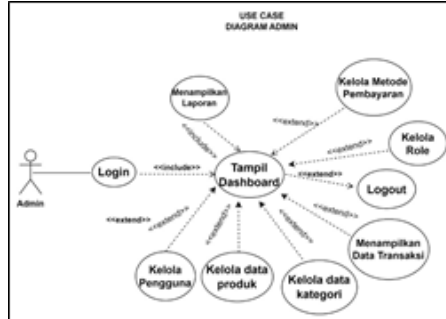 USE CASE
DIAGRAM ADMIN
Menampilkan
Laporan
Kelola Metode
Pembayaran
<<include>>
<<extend>>
Kelola
Role
<<extend>>
Login
<<include>>
Tampil
Dashboard
<<extend>>
Logout
Admin
<<extend>>
<<extend>>
<<extend>>
<<extend>>
<<extend>>
Menampilkan
Data Transaksi
Kelola
Pengguna
Kelola data
produk
Kelola data
kategori